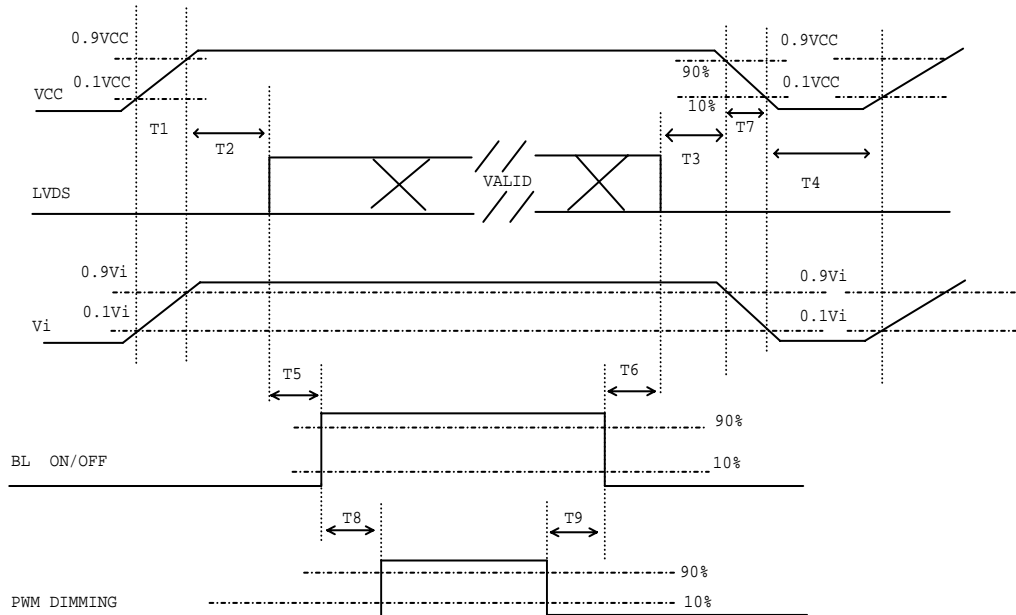 0.9VCC
0.9VCC
90%
0.1VCC
0.1VCC
VCC
10%
T1
T7
T2
T3
T4
VALID
LVDS
0.9Vi
0.9Vi
0.1Vi
0.1Vi
Vi
T5
T6
90%
BL ON/OFF
10%
T8
T9
90%
PWM DIMMING
10%